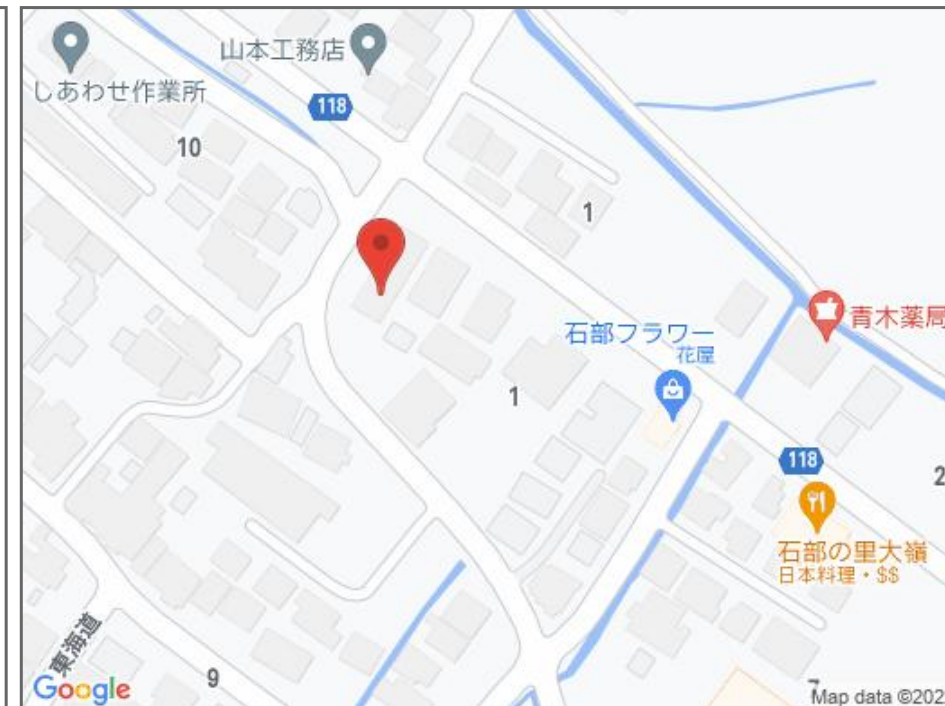 山本工務店
しあわせ作業所
118
10
1
青木薬局
石部フラワー
花屋
1
118
2
石部の里大嶺
日本料理・$$
東海道
9
7
Google
Map data ©202